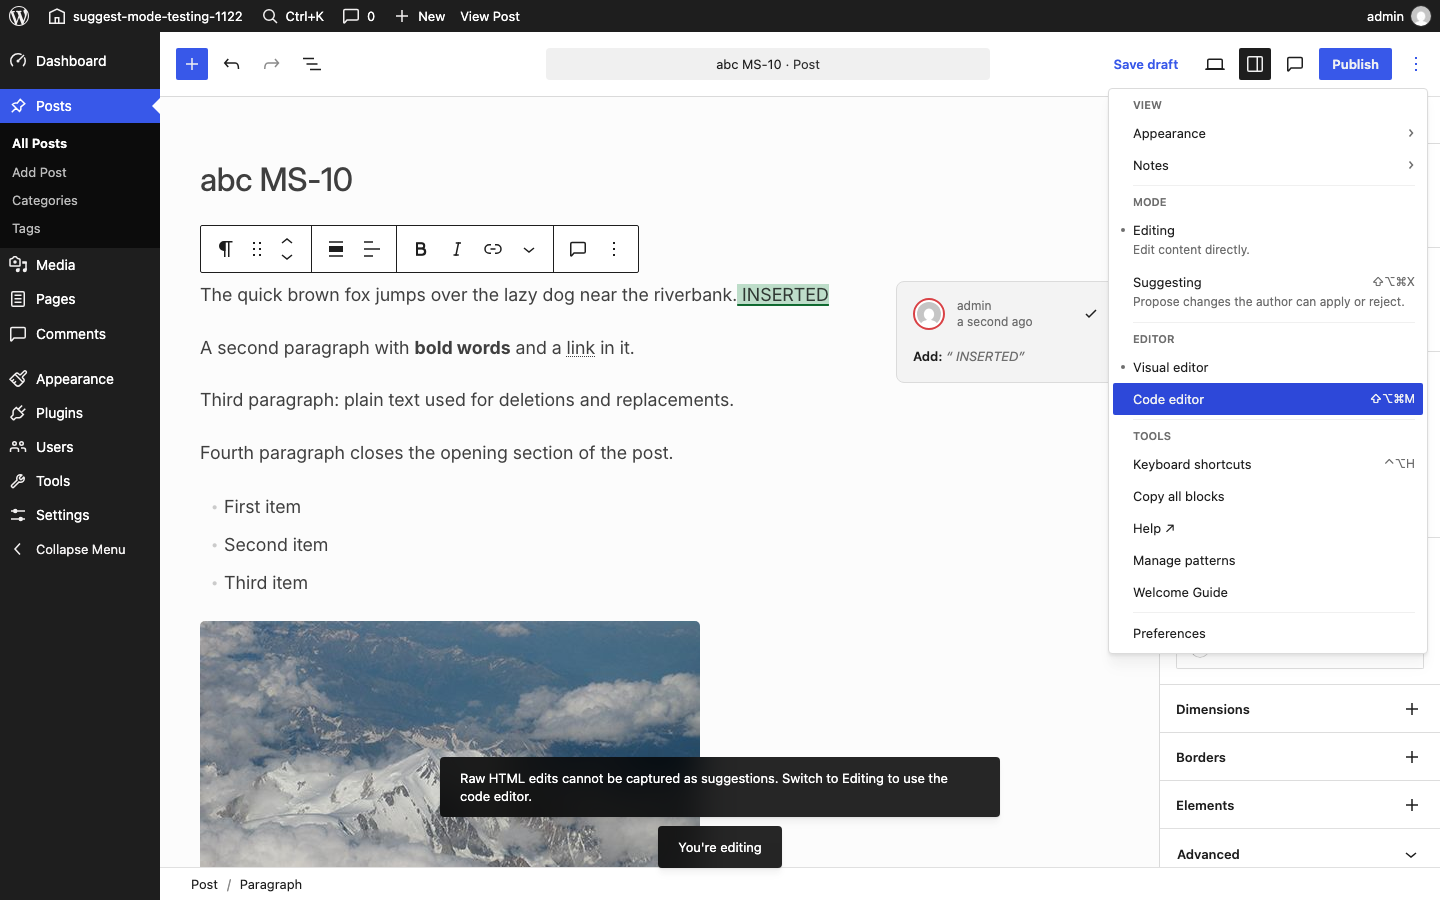 suggest-mode-testing-1122 Ctrl+K 0 New View Post admin
Dashboard
Posts
All Posts
Add Post
Categories
Tags
Media
Pages
Comments
Appearance
Plugins
Users
Tools
Settings
Collapse Menu
abc MS-10 · Post
Save draft
Publish
abc MS-10
The quick brown fox jumps over the lazy dog near the riverbank. INSERTED
A second paragraph with bold words and a link in it.
Third paragraph: plain text used for deletions and replacements.
Fourth paragraph closes the opening section of the post.
• First item
• Second item
• Third item
admin
a second ago
Add: “ INSERTED”
VIEW
Appearance
Notes
MODE
• Editing
Edit content directly.
Suggesting ⇧⌥⌘X
Propose changes the author can apply or reject.
EDITOR
• Visual editor
Code editor ⇧⌥⌘M
TOOLS
Keyboard shortcuts ^⌥H
Copy all blocks
Help ↗
Manage patterns
Welcome Guide
Preferences
Dimensions
Borders
Elements
Advanced
Raw HTML edits cannot be captured as suggestions. Switch to Editing to use the
code editor.
You're editing
Post / Paragraph